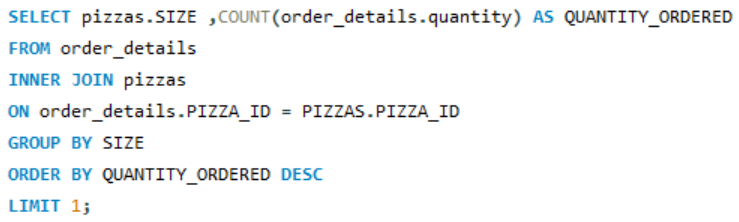 SELECT pizzas.SIZE ,COUNT(order_details.quantity) AS QUANTITY_ORDERED
FROM order_details
INNER JOIN pizzas
ON order_details.PIZZA_ID = PIZZAS.PIZZA_ID
GROUP BY SIZE
ORDER BY QUANTITY_ORDERED DESC
LIMIT 1;